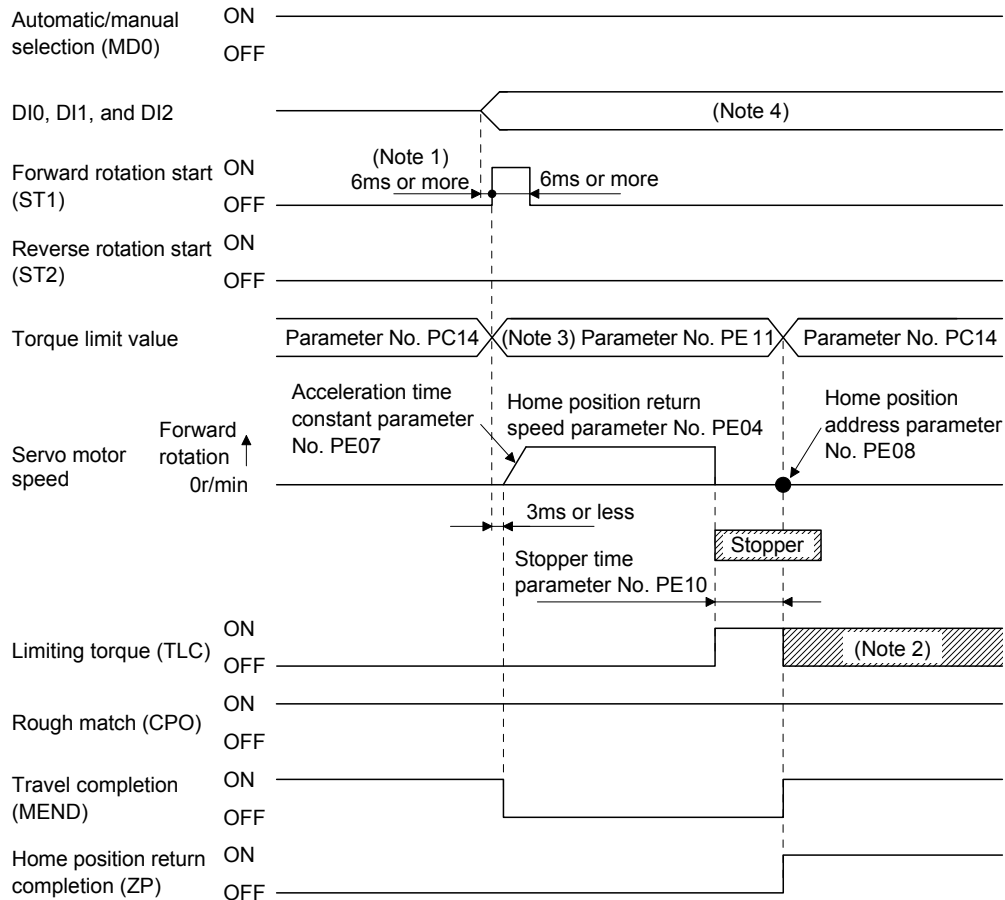 Automatic/manual
selection (MD0)
ON
OFF
DI0, DI1, and DI2
(Note 4)
Forward rotation start
(ST1)
ON
OFF
(Note 1)
6ms or more
6ms or more
Reverse rotation start
(ST2)
ON
OFF
Torque limit value
Parameter No. PC14
(Note 3) Parameter No. PE11
Parameter No. PC14
Servo motor
speed
Forward
rotation
0r/min
Acceleration time
constant parameter
No. PE07
Home position return
speed parameter No. PE04
Home position
address parameter
No. PE08
3ms or less
Stopper
Stopper time
parameter No. PE10
Limiting torque (TLC)
ON
OFF
(Note 2)
Rough match (CPO)
ON
OFF
Travel completion
(MEND)
ON
OFF
Home position return
completion (ZP)
ON
OFF